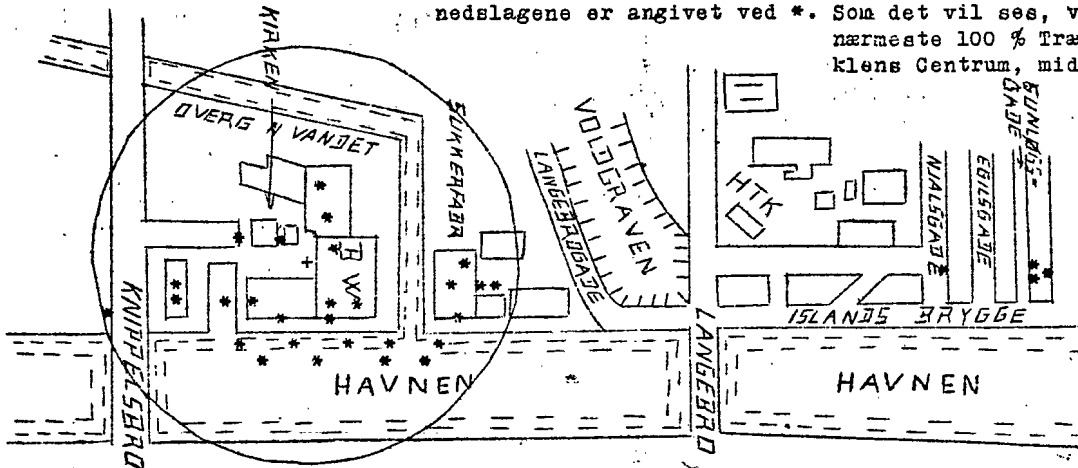 nedslagene er angivet ved *. Som det vil ses, v
nærmeste 100 % Træ
klens Centrum, mid
KIRKEN
OVERG N VANDET
SUKKERFABR
VOLDGRAVEN
LANGEBROGADE
HTK
NJALSGADE
EGILSGADE
GUNLØGS=
GADE
B W
KNIPPELSBRO
HAVNEN
LANGEBRO
ISLANDS BRYGGE
HAVNEN